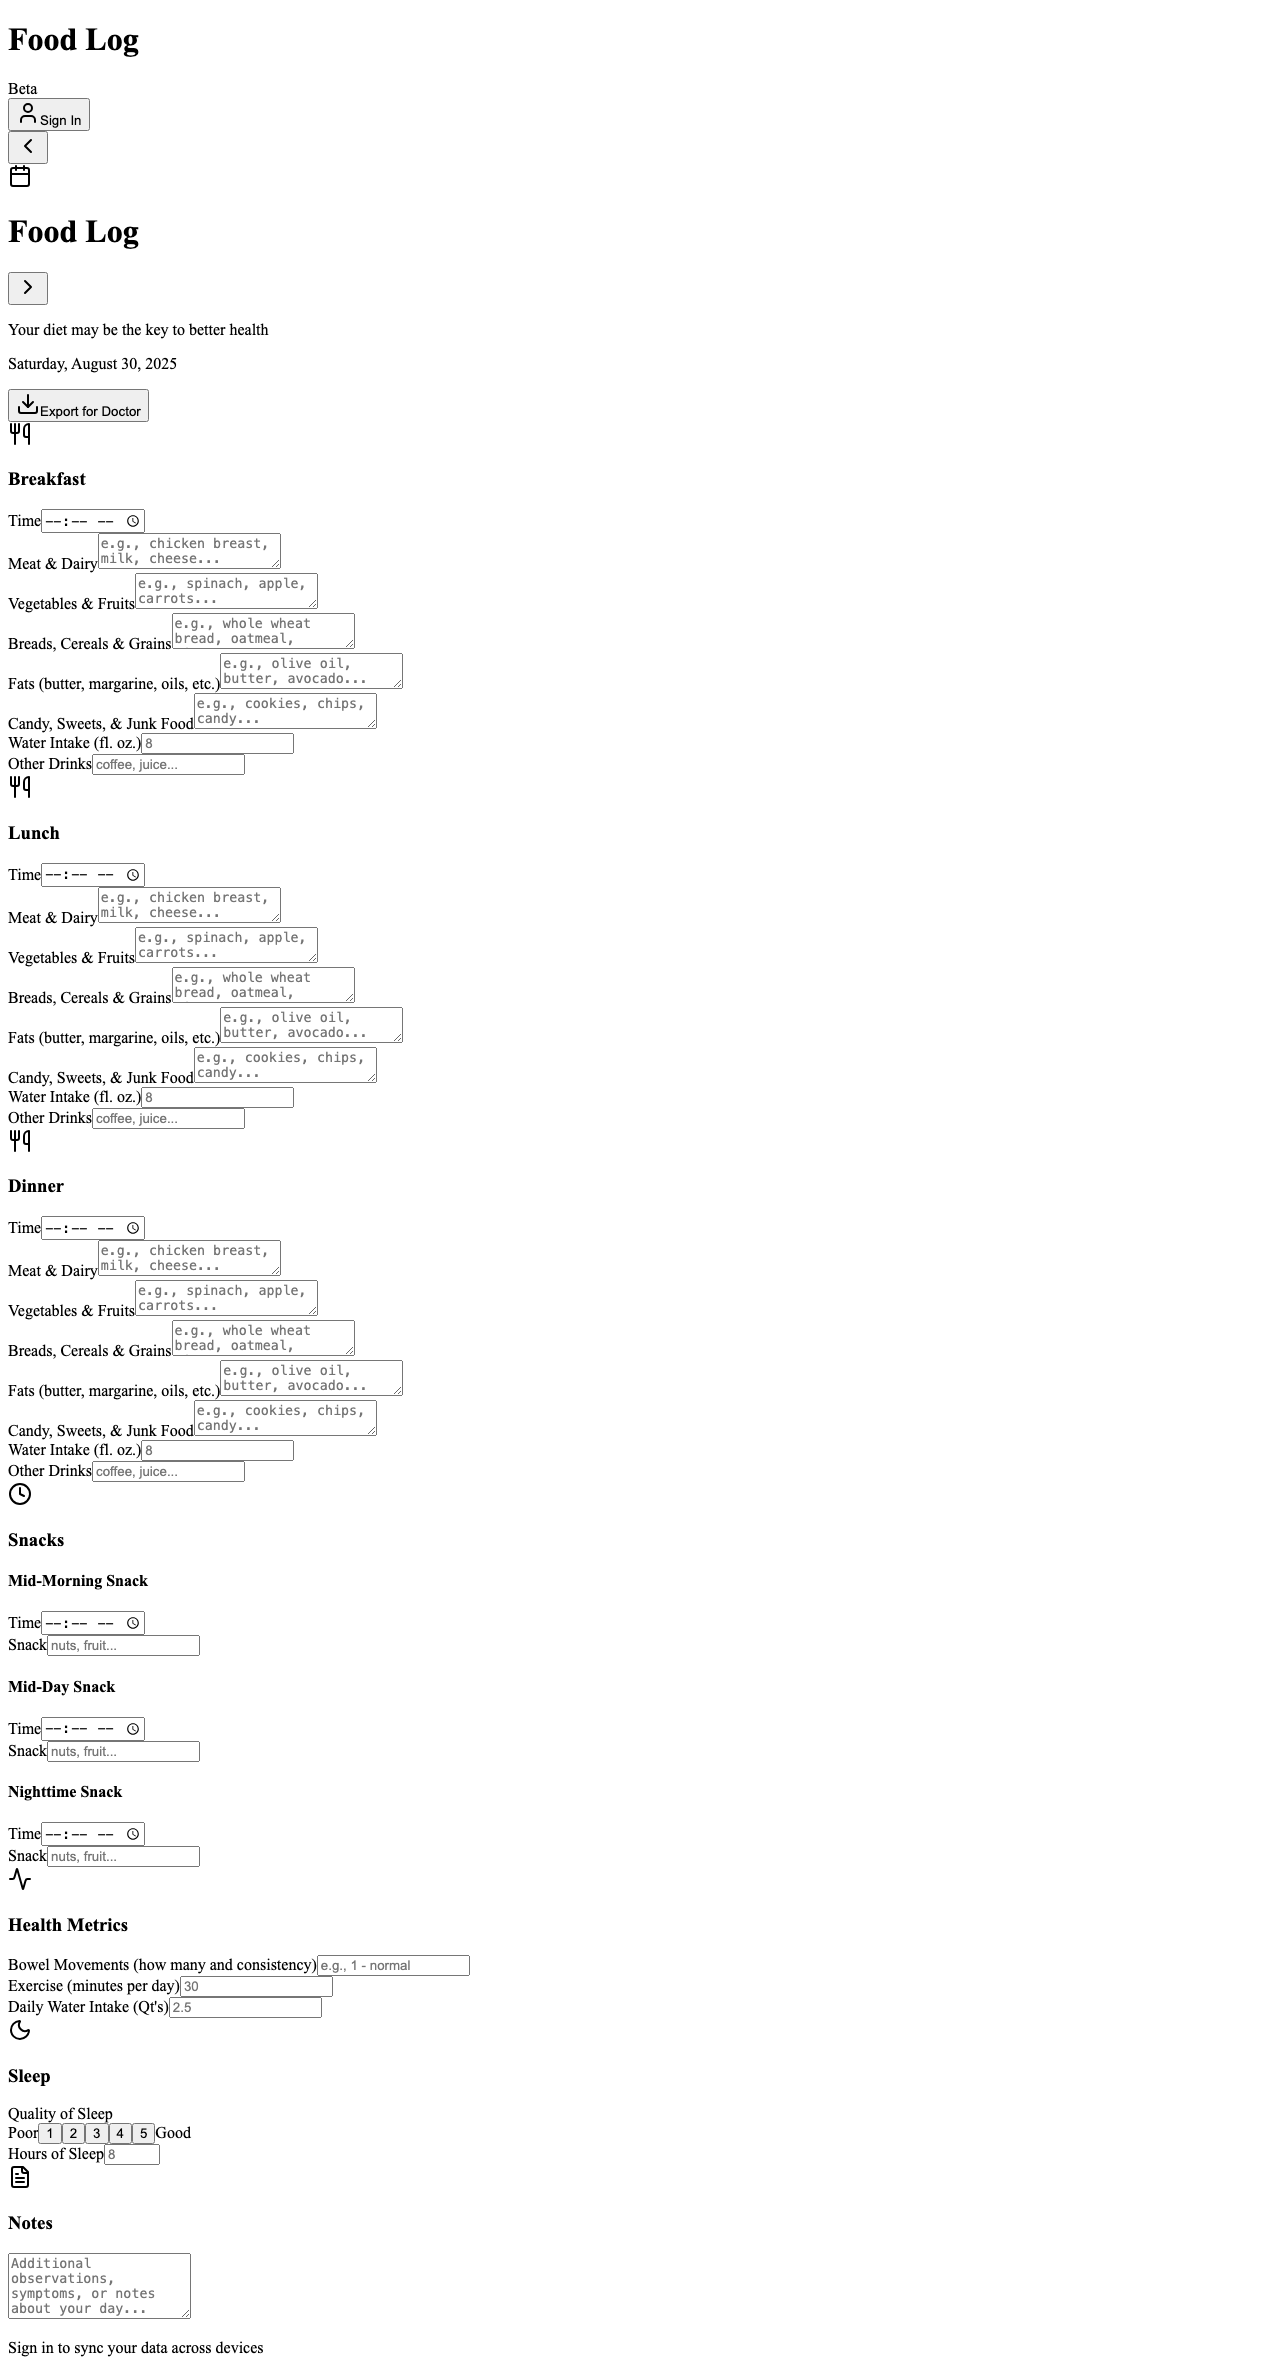 Food Log
Beta
Sign In
Food Log
Your diet may be the key to better health
Saturday, August 30, 2025
Export for Doctor
Breakfast
Time --:-- --
Meat & Dairy e.g., chicken breast,
milk, cheese...
Vegetables & Fruits e.g., spinach, apple,
carrots...
Breads, Cereals & Grains e.g., whole wheat
bread, oatmeal,
Fats (butter, margarine, oils, etc.) e.g., olive oil,
butter, avocado...
Candy, Sweets, & Junk Food e.g., cookies, chips,
candy...
Water Intake (fl. oz.) 8
Other Drinks coffee, juice...
Lunch
Time --:-- --
Meat & Dairy e.g., chicken breast,
milk, cheese...
Vegetables & Fruits e.g., spinach, apple,
carrots...
Breads, Cereals & Grains e.g., whole wheat
bread, oatmeal,
Fats (butter, margarine, oils, etc.) e.g., olive oil,
butter, avocado...
Candy, Sweets, & Junk Food e.g., cookies, chips,
candy...
Water Intake (fl. oz.) 8
Other Drinks coffee, juice...
Dinner
Time --:-- --
Meat & Dairy e.g., chicken breast,
milk, cheese...
Vegetables & Fruits e.g., spinach, apple,
carrots...
Breads, Cereals & Grains e.g., whole wheat
bread, oatmeal,
Fats (butter, margarine, oils, etc.) e.g., olive oil,
butter, avocado...
Candy, Sweets, & Junk Food e.g., cookies, chips,
candy...
Water Intake (fl. oz.) 8
Other Drinks coffee, juice...
Snacks
Mid-Morning Snack
Time --:-- --
Snack nuts, fruit...
Mid-Day Snack
Time --:-- --
Snack nuts, fruit...
Nighttime Snack
Time --:-- --
Snack nuts, fruit...
Health Metrics
Bowel Movements (how many and consistency) e.g., 1 - normal
Exercise (minutes per day) 30
Daily Water Intake (Qt's) 2.5
Sleep
Quality of Sleep
Poor 1 2 3 4 5 Good
Hours of Sleep 8
Notes
Additional
observations,
symptoms, or notes
about your day...
Sign in to sync your data across devices